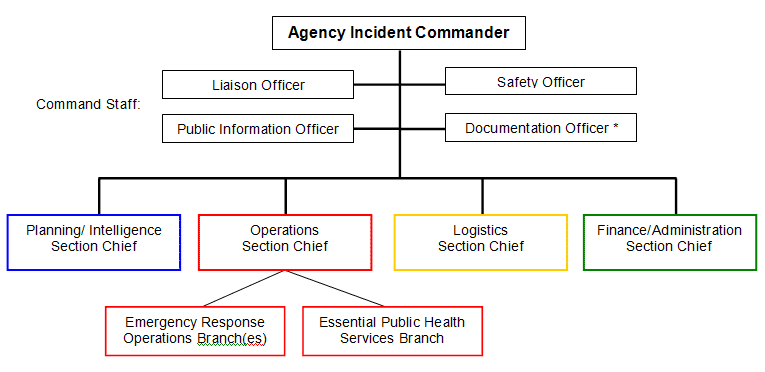 Agency Incident Commander
Liaison Officer
Safety Officer
Command Staff:
Public Information Officer
Documentation Officer *
Planning/ Intelligence
Section Chief
Operations
Section Chief
Logistics
Section Chief
Finance/Administration
Section Chief
Emergency Response
Operations Branch(es)
Essential Public Health
Services Branch